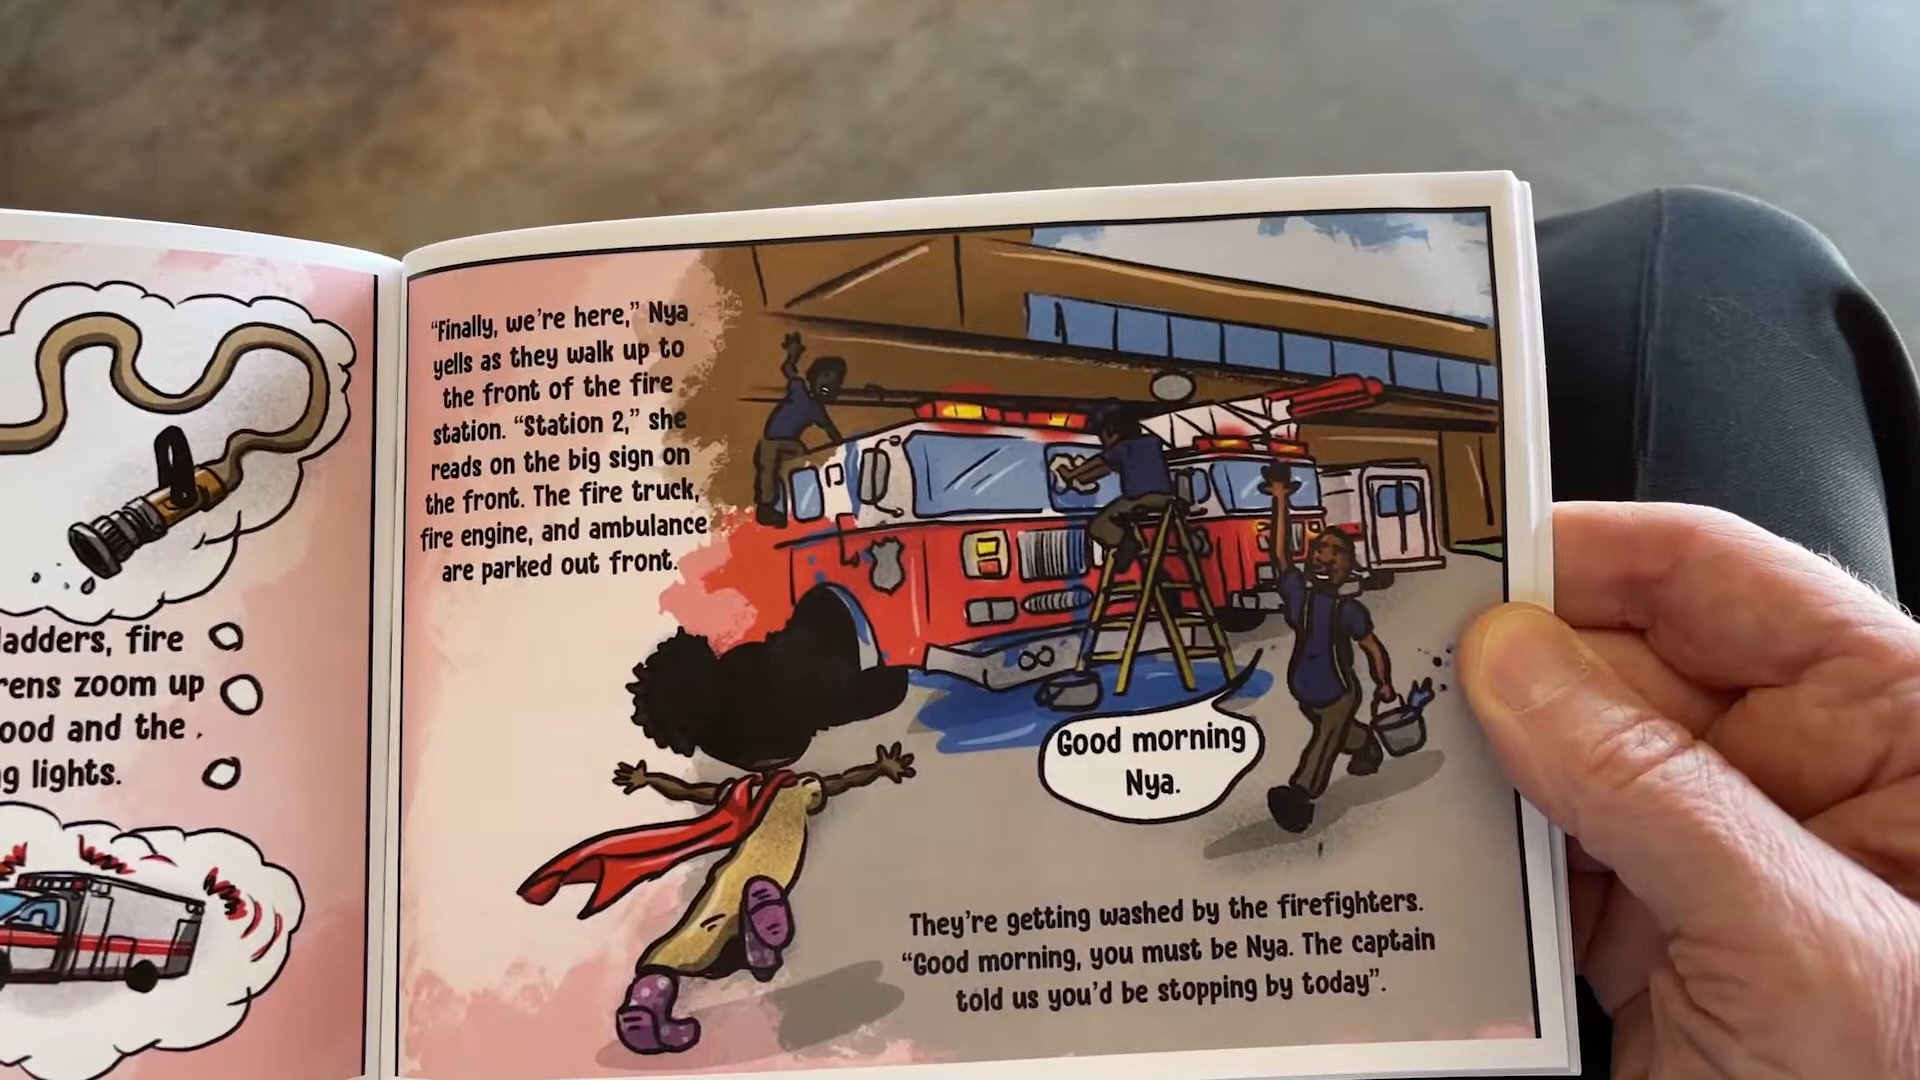 adders, fire
zoom up
and the
lights.
“Finally, we’re here,” Nya
yells as they walk up to
the front of the fire
station. “Station 2,” she
reads on the big sign on
the front. The fire truck,
fire engine, and ambulance
are parked out front.
Good morning
Nya.
They’re getting washed by the firefighters.
“Good morning, you must be Nya. The captain
told us you’d be stopping by today”.